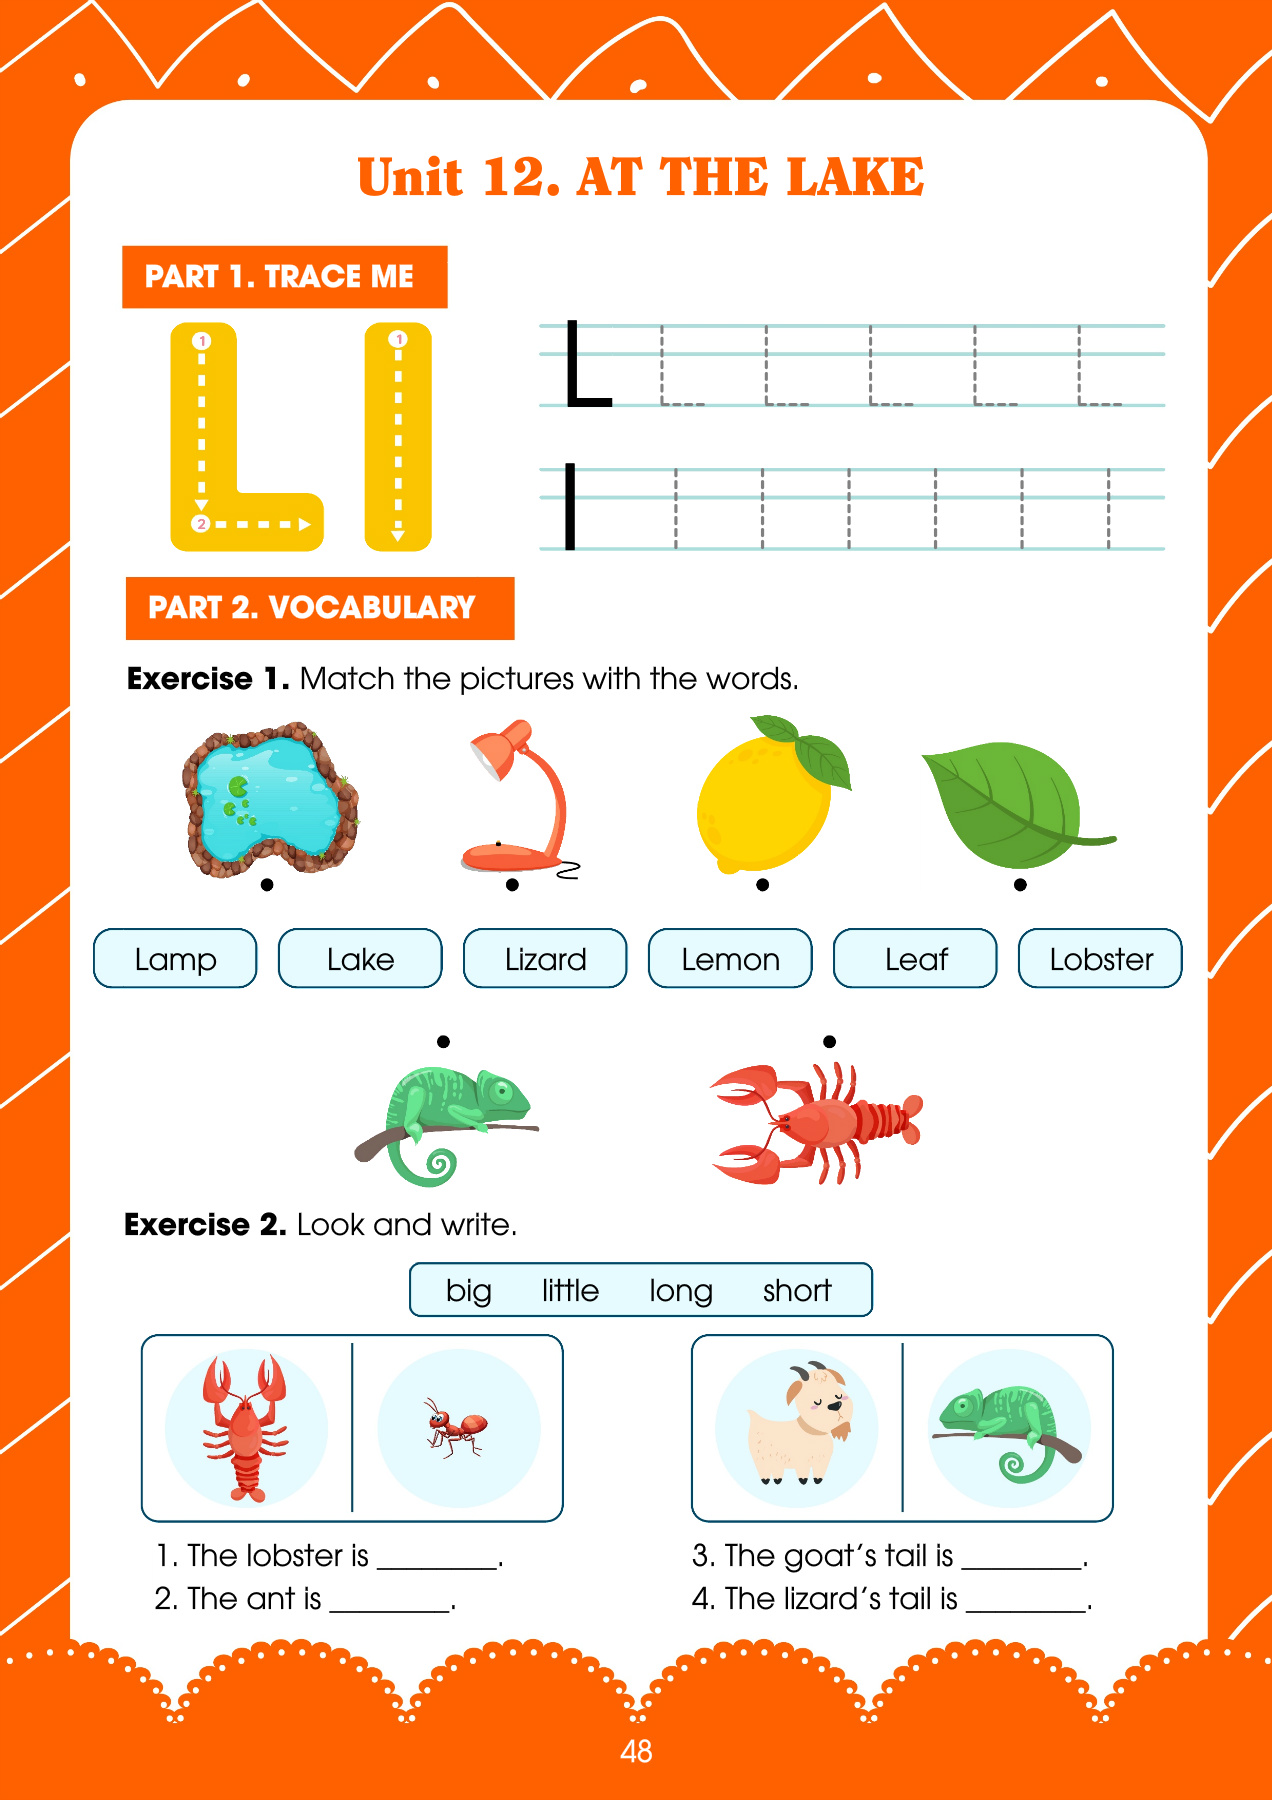 Unit 12. AT THE LAKE
PART 1. TRACE ME
L l
1
2
1
L L L L L L
l l l l l l l
PART 2. VOCABULARY
Exercise 1. Match the pictures with the words.
Lamp Lake Lizard Lemon Leaf Lobster
Exercise 2. Look and write.
big little long short
1. The lobster is ________.
2. The ant is ________.
3. The goat's tail is ________.
4. The lizard's tail is ________.
48